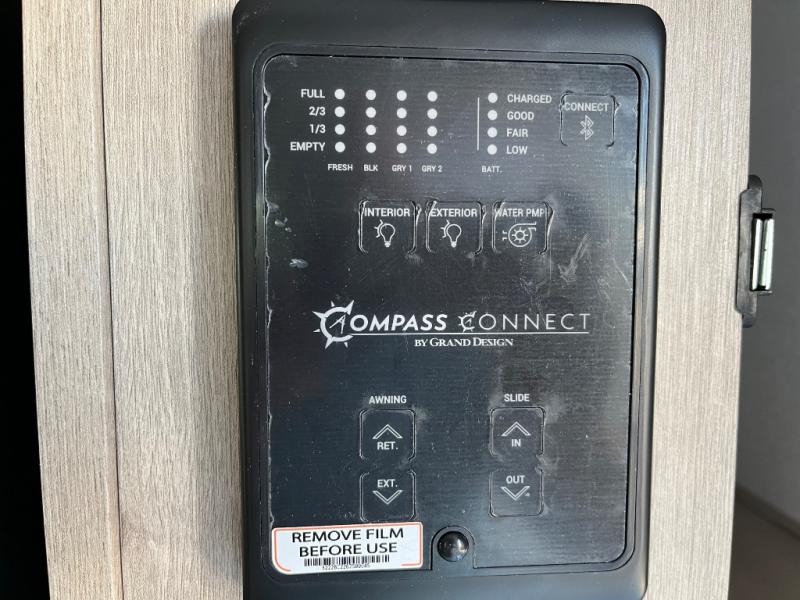 FULL
2/3
1/3
EMPTY
FRESH BLK GRY 1 GRY 2
CHARGED
GOOD
FAIR
LOW
BATT.
CONNECT
INTERIOR EXTERIOR WATER PMP
COMPASS CONNECT
BY GRAND DESIGN
AWNING SLIDE
RET. IN
EXT. OUT
REMOVE FILM
BEFORE USE